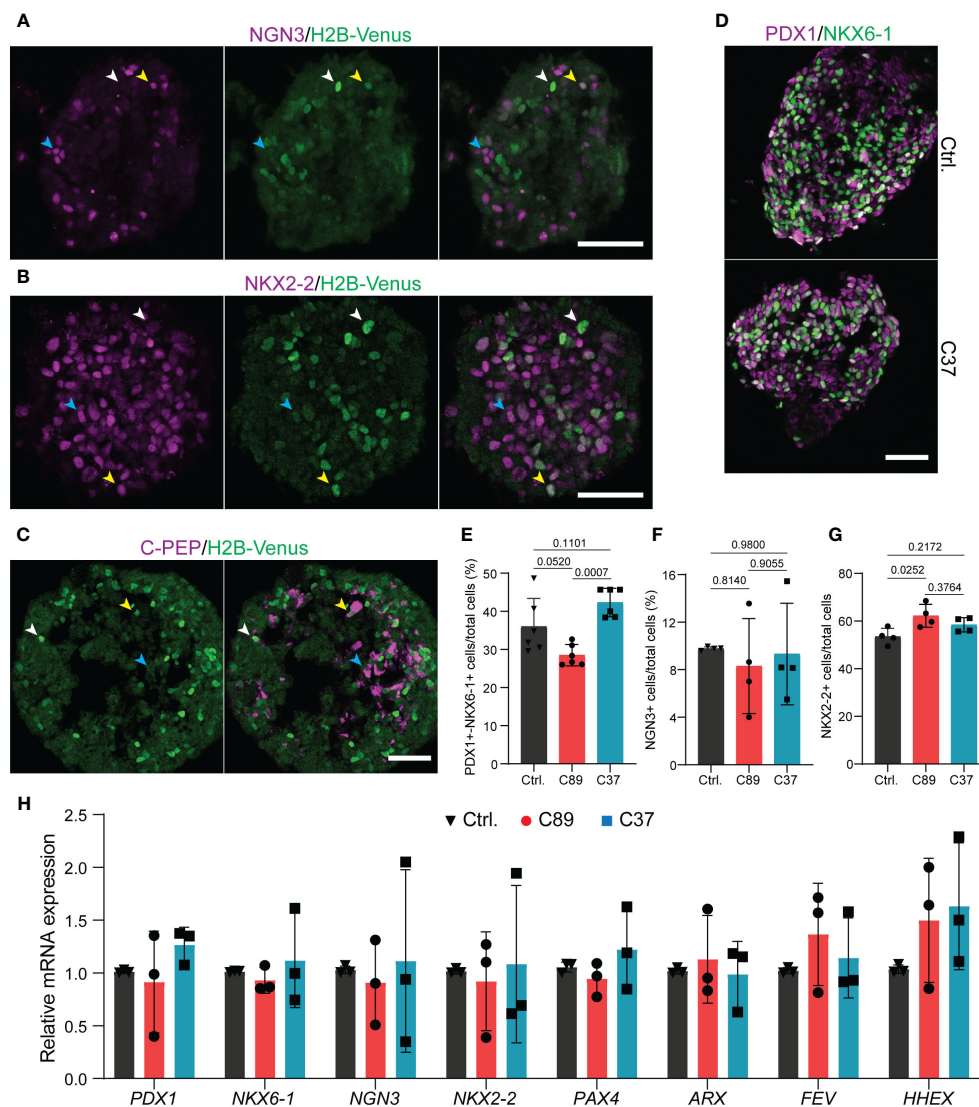 A
NGN3/H2B-Venus
B
NKX2-2/H2B-Venus
C
C-PEP/H2B-Venus
D
PDX1/NKX6-1
Ctrl.
C37
E
0.1101
0.0520 0.0007
PDX1+-NKX6-1+ cells/total cells (%)
50
40
30
20
10
0
Ctrl. C89 C37
F
0.9800
0.9055
0.8140
NGN3+ cells/total cells (%)
16
12
8
4
0
Ctrl. C89 C37
G
0.2172
0.0252
0.3764
NKX2-2+ cells/total cells
80
60
40
20
0
Ctrl. C89 C37
H
Ctrl. C89 C37
Relative mRNA expression
2.5
2.0
1.5
1.0
0.5
0.0
PDX1 NKX6-1 NGN3 NKX2-2 PAX4 ARX FEV HHEX